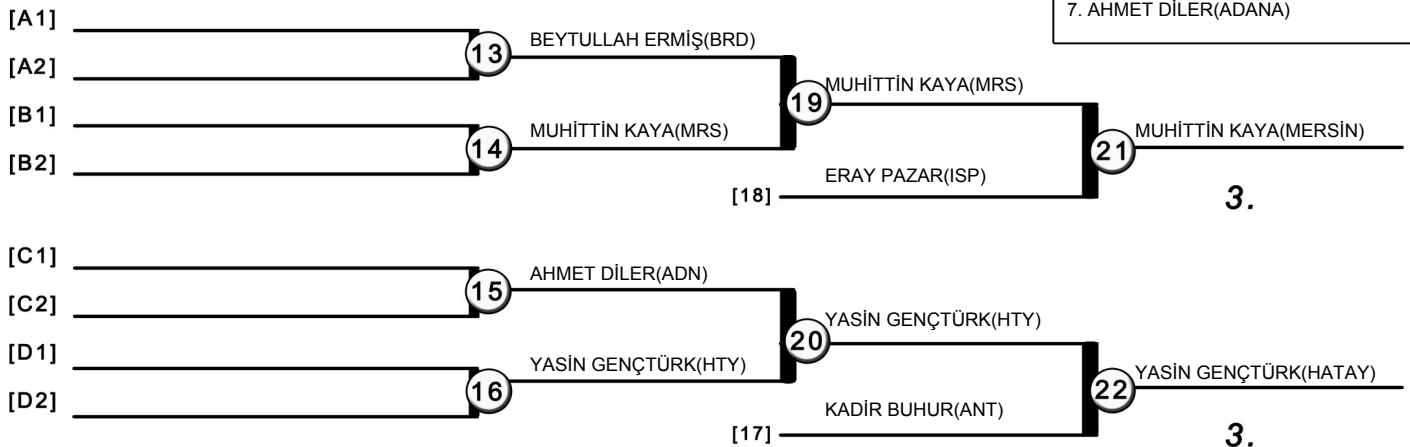 7. AHMET DİLER(ADANA)
[A1]
[A2]
13
BEYTULLAH ERMİŞ(BRD)
[B1]
[B2]
14
MUHİTTİN KAYA(MRS)
19
MUHİTTİN KAYA(MRS)
[18]
ERAY PAZAR(ISP)
21
MUHİTTİN KAYA(MERSİN)
3.
[C1]
[C2]
15
AHMET DİLER(ADN)
[D1]
[D2]
16
YASİN GENÇTÜRK(HTY)
20
YASİN GENÇTÜRK(HTY)
[17]
KADİR BUHUR(ANT)
22
YASİN GENÇTÜRK(HATAY)
3.